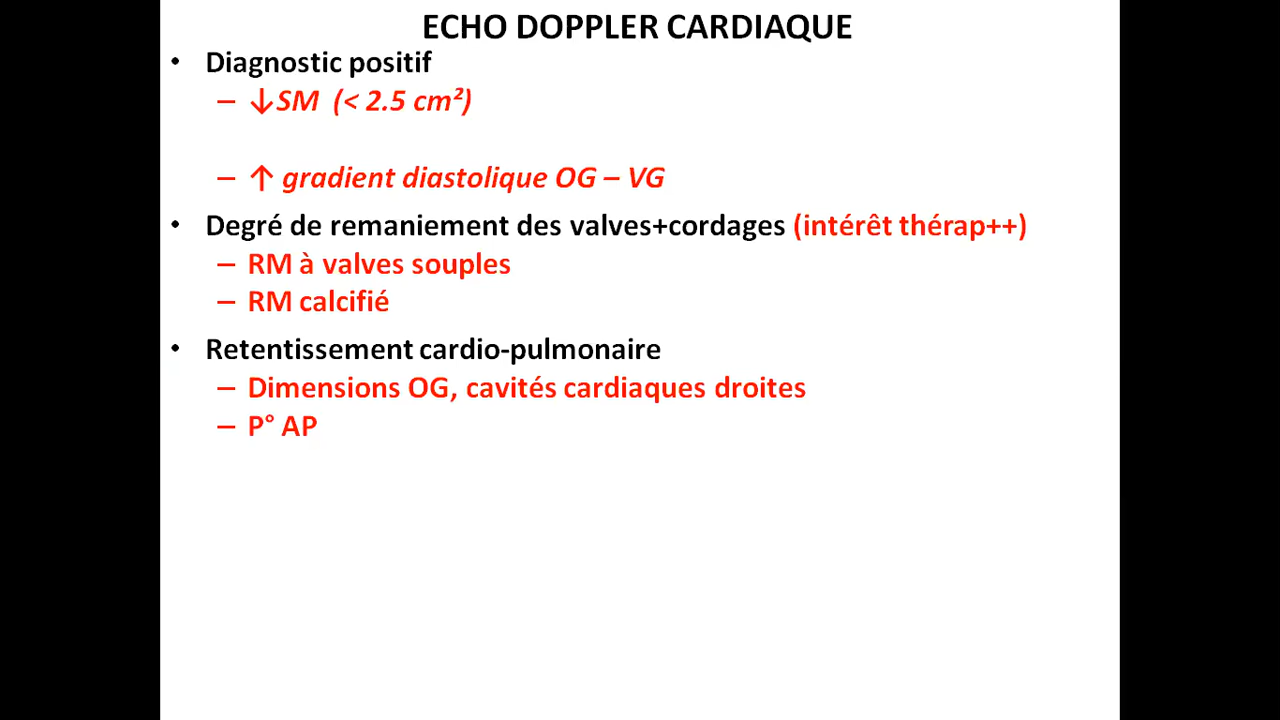 ECHO DOPPLER CARDIAQUE
• Diagnostic positif
– ↓SM (< 2.5 cm²)
– ↑ gradient diastolique OG – VG
• Degré de remaniement des valves+cordages (intérêt thérap++)
– RM à valves souples
– RM calcifié
• Retentissement cardio-pulmonaire
– Dimensions OG, cavités cardiaques droites
– P° AP